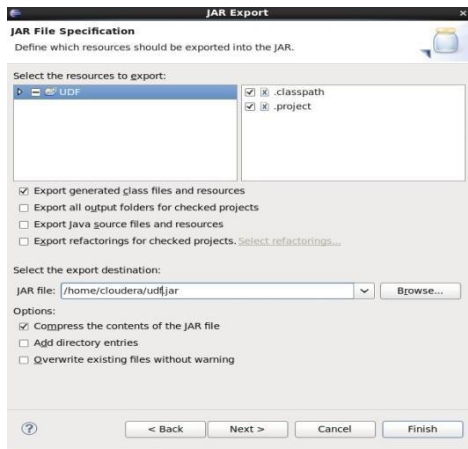 JAR Export
JAR File Specification
Define which resources should be exported into the JAR.
Select the resources to export:
UDF
.classpath
.project
Export generated class files and resources
Export all output folders for checked projects
Export Java source files and resources
Export refactorings for checked projects. Select refactorings...
Select the export destination:
JAR file: /home/cloudera/udf.jar Browse...
Options:
Compress the contents of the JAR file
Add directory entries
Overwrite existing files without warning
? < Back Next > Cancel Finish